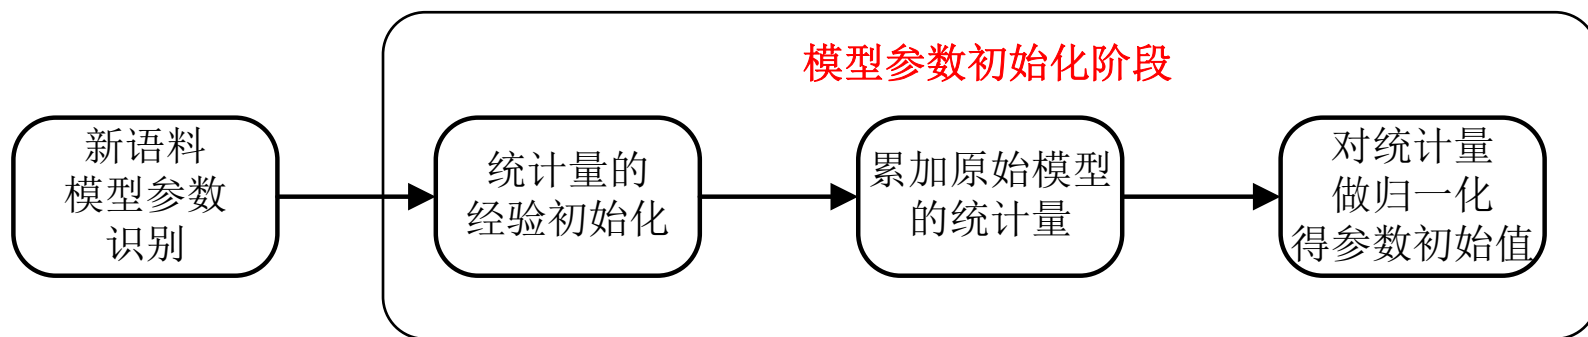 模型参数初始化阶段
新语料
模型参数
识别
统计量的
经验初始化
累加原始模型
的统计量
对统计量
做归一化
得参数初始值